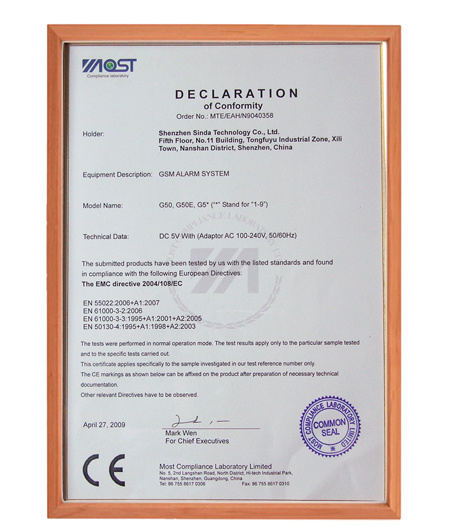 MOST
Compliance laboratory
DECLARATION
of Conformity
Order No.: MTE/EAH/N9040358
Holder: Shenzhen Sinda Technology Co., Ltd.
Fifth Floor, No.11 Building, Tongfuyu Industrial Zone, Xili
Town, Nanshan District, Shenzhen, China
Equipment Description: GSM ALARM SYSTEM
Model Name: G50, G50E, G5* ("*" Stand for "1-9")
Technical Data: DC 5V With (Adaptor AC 100-240V, 50/60Hz)
The submitted products have been tested by us with the listed standards and found
in compliance with the following European Directives:
The EMC directive 2004/108/EC
EN 55022:2006+A1:2007
EN 61000-3-2:2006
EN 61000-3-3:1995+A1:2001+A2:2005
EN 50130-4:1995+A1:1998+A2:2003
The tests were performed in normal operation mode. The test results apply only to the particular sample tested
and to the specific tests carried out.
This certificate applies specifically to the sample investigated in our test reference number only.
The CE markings as shown below can be affixed on the product after preparation of necessary technical
documentation.
Other relevant Directives have to be observed.
April 27, 2009
Mark Wen
For Chief Executives
MOST COMPLIANCE LABORATORY LIMITED
COMMON
SEAL
CE
Most Compliance Laboratory Limited
No. 5, 2nd Langshan Road, North District, Hi-tech Industrial Park,
Nanshan, Shenzhen, Guangdong, China
Tel: 86 755 8617 0306 Fax: 86 755 8617 0310